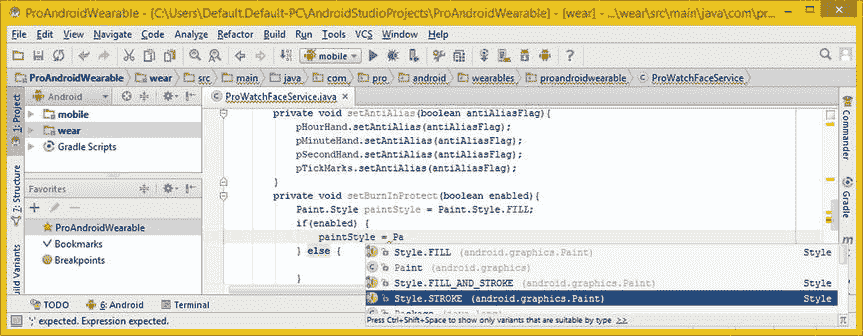 ProAndroidWearable - [C:\Users\Default.Default-PC\AndroidStudioProjects\ProAndroidWearable] - [wear] - ...\wear\src\main\java\com\pr...
File Edit View Navigate Code Analyze Refactor Build Run Tools VCS Window Help
mobile
ProAndroidWearable wear src main java com pro android wearables proandroidwearable ProWatchFaceService
1: Project
7: Structure
2: Favorites
Build Variants
Android
mobile
wear
Gradle Scripts
Favorites
ProAndroidWearable
Bookmarks
Breakpoints
ProWatchFaceService.java
private void setAntiAlias(boolean antiAliasFlag){
pHourHand.setAntiAlias(antiAliasFlag);
pMinuteHand.setAntiAlias(antiAliasFlag);
pSecondHand.setAntiAlias(antiAliasFlag);
pTickMarks.setAntiAlias(antiAliasFlag);
}
private void setBurnInProtect(boolean enabled){
Paint.Style paintStyle = Paint.Style.FILL;
if(enabled) {
paintStyle = Pa
} else {
}
Style.FILL (android.graphics.Paint) Style
Paint (android.graphics)
Style.FILL_AND_STROKE (android.graphics.Paint) Style
Style.STROKE (android.graphics.Paint) Style
Press Ctrl+Shift+Space to show only variants that are suitable by type >>
Commander
TODO 6: Android Terminal
';' expected. Expression expected.